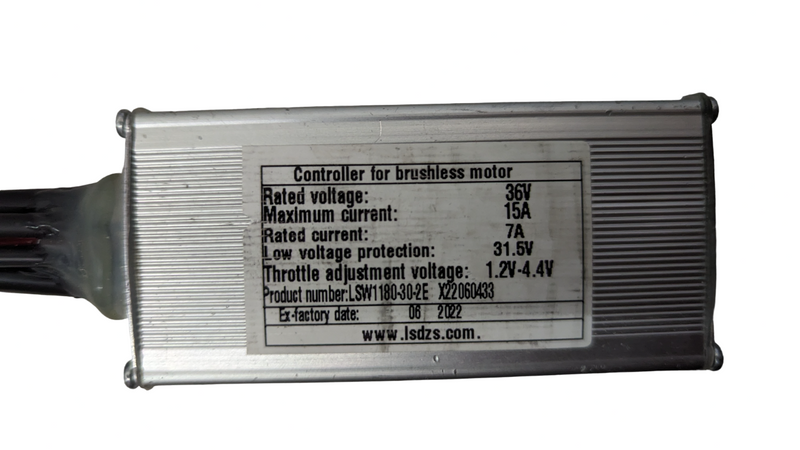 Controller for brushless motor
Rated voltage: 36V
Maximum current: 15A
Rated current: 7A
Low voltage protection: 31.5V
Throttle adjustment voltage: 1.2V-4.4V
Product number:LSW1180-30-2E X22060433
Ex-factory date: 06 2022
www.lsdzs.com.